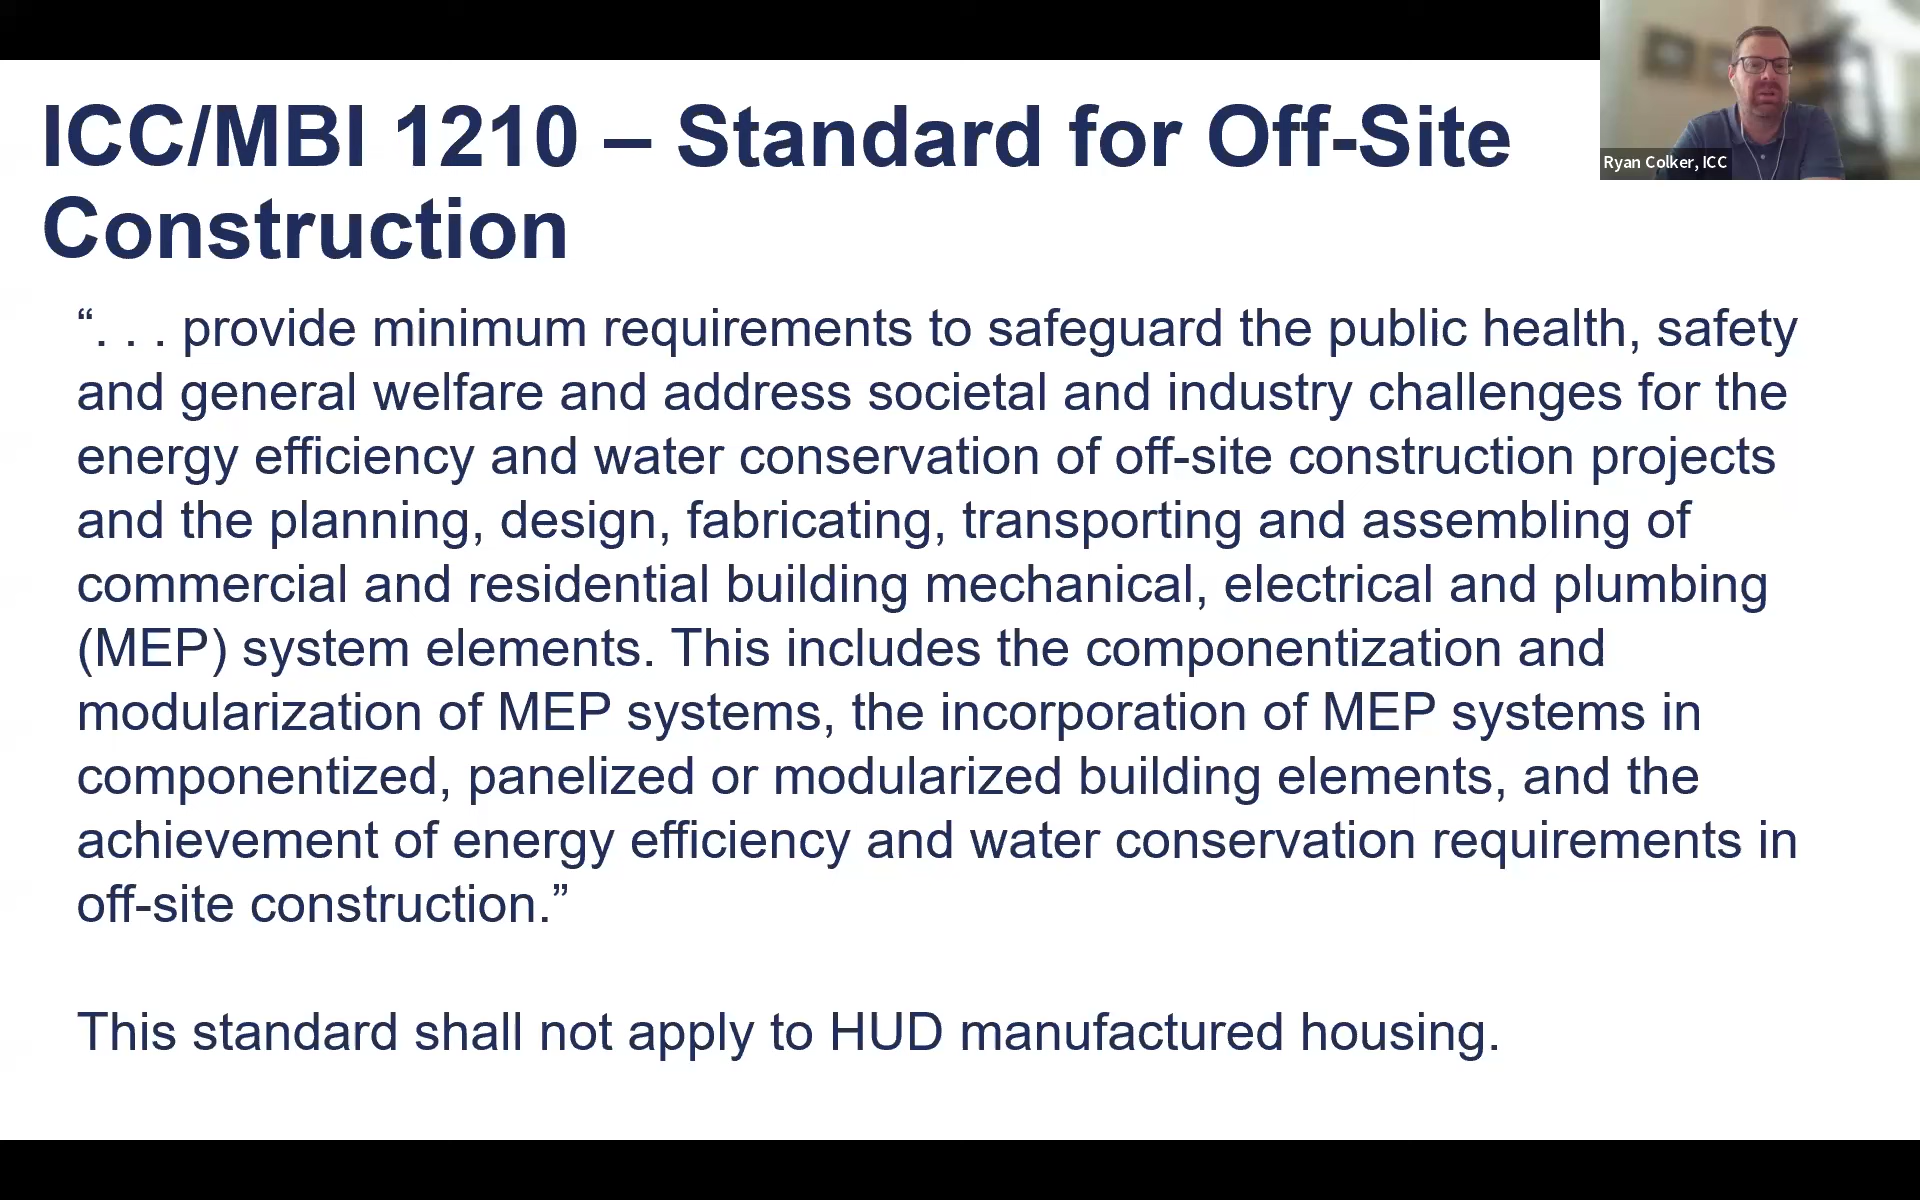 ICC/MBI 1210 – Standard for Off-Site
Construction
Ryan Colker, ICC
“. . . provide minimum requirements to safeguard the public health, safety
and general welfare and address societal and industry challenges for the
energy efficiency and water conservation of off-site construction projects
and the planning, design, fabricating, transporting and assembling of
commercial and residential building mechanical, electrical and plumbing
(MEP) system elements. This includes the componentization and
modularization of MEP systems, the incorporation of MEP systems in
componentized, panelized or modularized building elements, and the
achievement of energy efficiency and water conservation requirements in
off-site construction.”
This standard shall not apply to HUD manufactured housing.